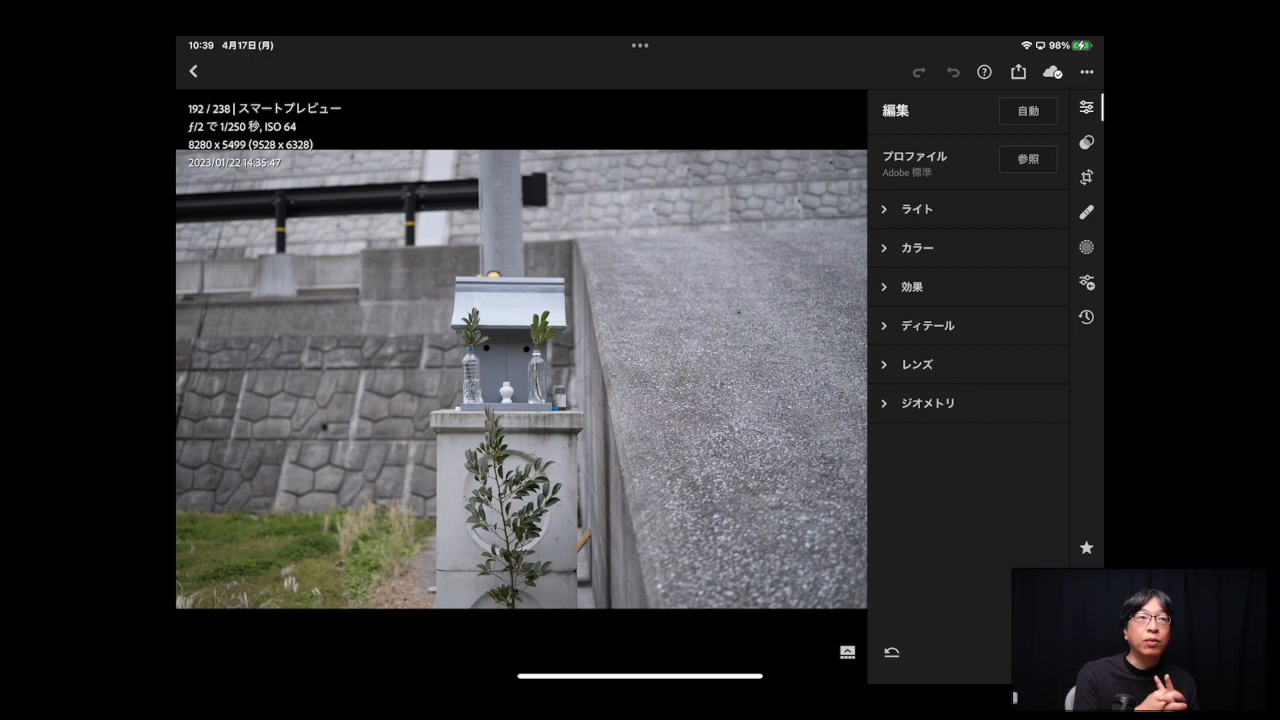 10:39 4月17日(月)
98%
192 / 238 | スマートプレビュー
ƒ/2 で 1/250 秒, ISO 64
8280 x 5499 (9528 x 6328)
2023/01/22 14:35:47
編集
自動
プロファイル
Adobe 標準
参照
ライト
カラー
効果
ディテール
レンズ
ジオメトリ